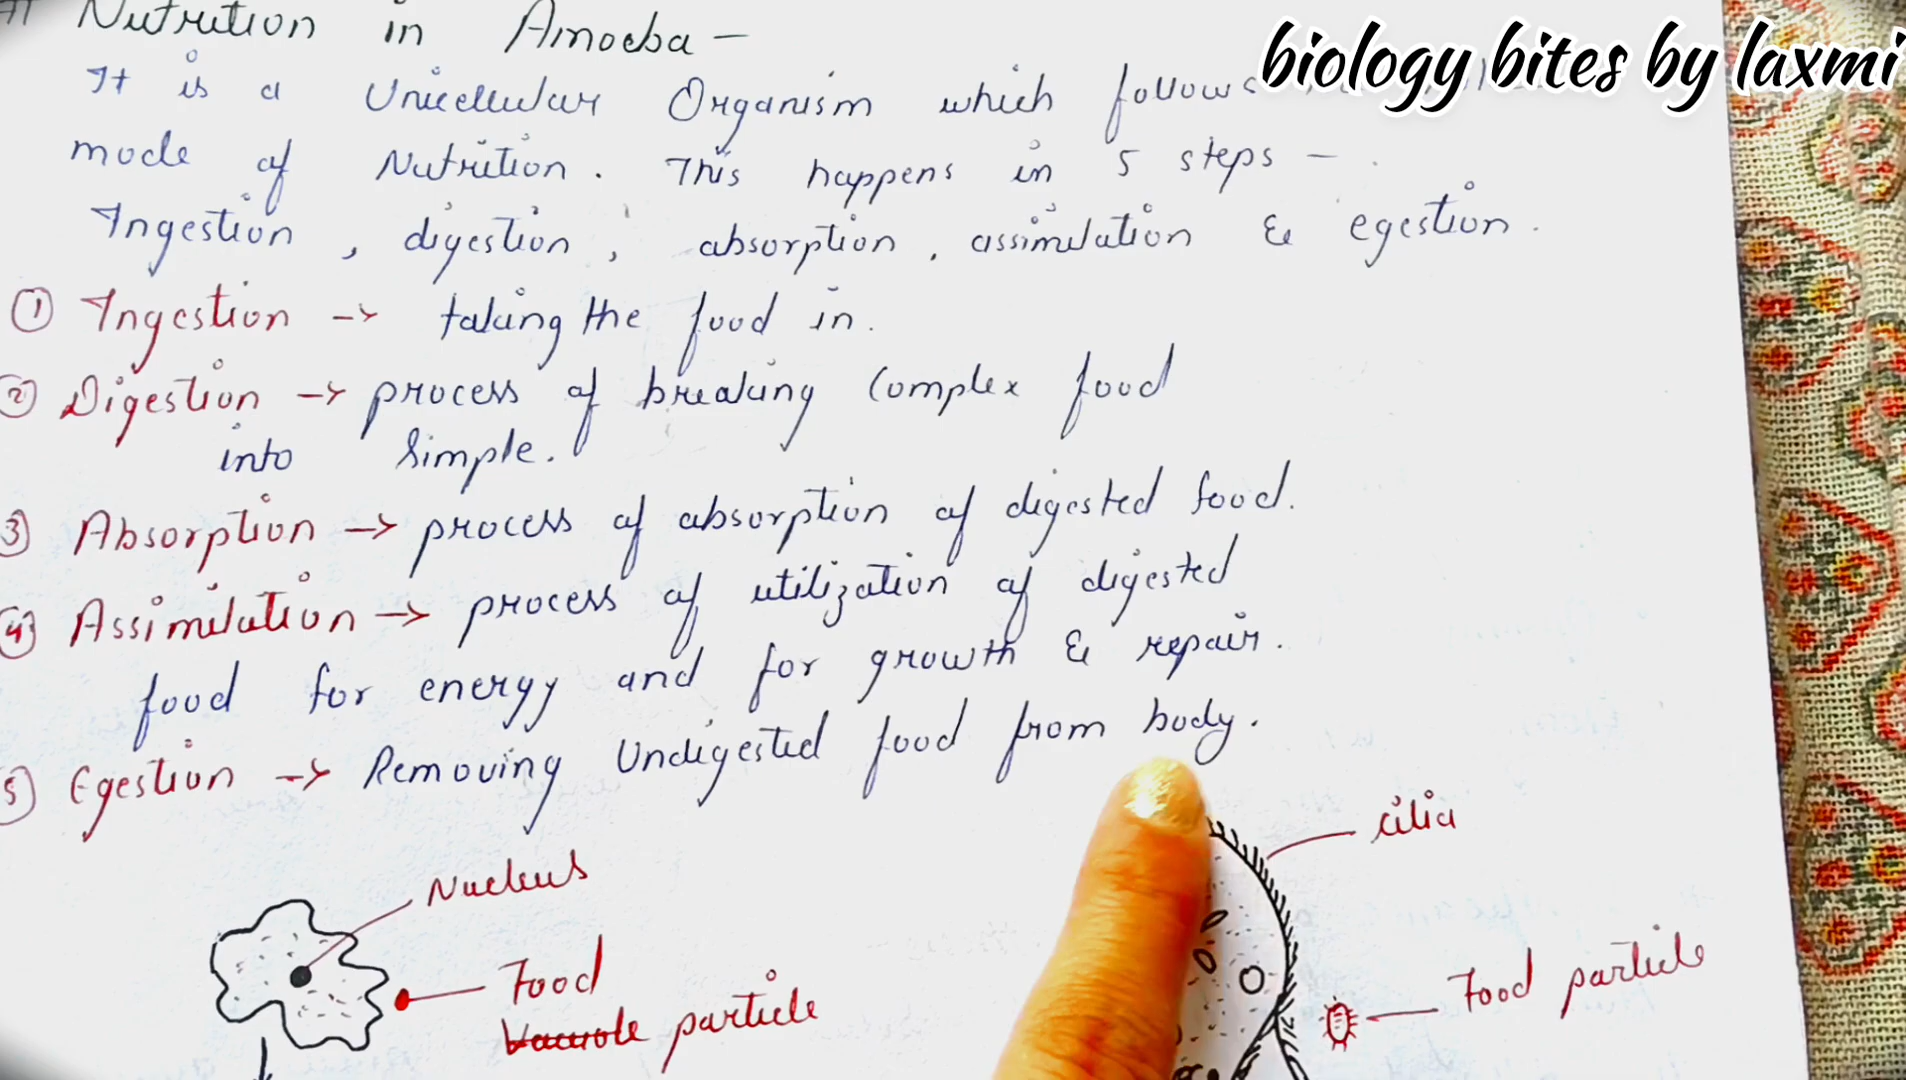 Nutrition in Amoeba -
biology bites by laxmi
It is a Unicellular Organism which follows
mode of Nutrition. This happens in 5 steps -
Ingestion, digestion, absorption, assimilation & egestion.
① Ingestion -> taking the food in.
② Digestion -> process of breaking Complex food
into simple.
③ Absorption -> process of absorption of digested food.
④ Assimilation -> process of utilization of digested
food for energy and for growth & repair.
⑤ Egestion -> Removing Undigested food from body.
cilia
Nucleus
Food
Vacuole particle
Food particle